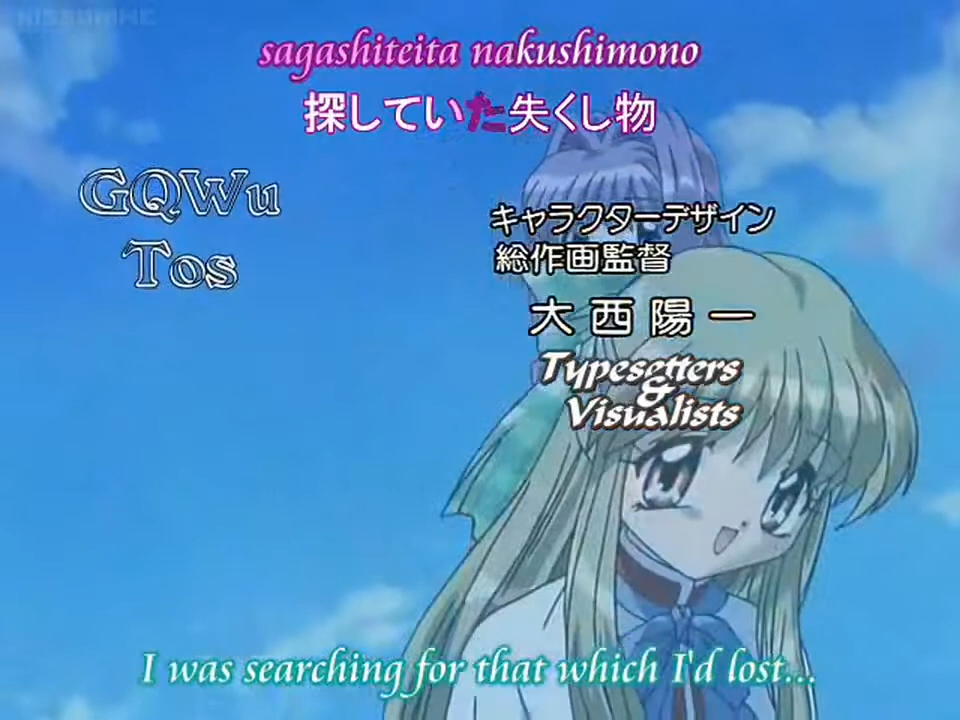 KISSANIME
sagashiteita nakushimono
探していた失くし物
GQWu
Tos
キャラクターデザイン
総作画監督
大西陽一
Typesetters
&
Visualists
I was searching for that which I'd lost...